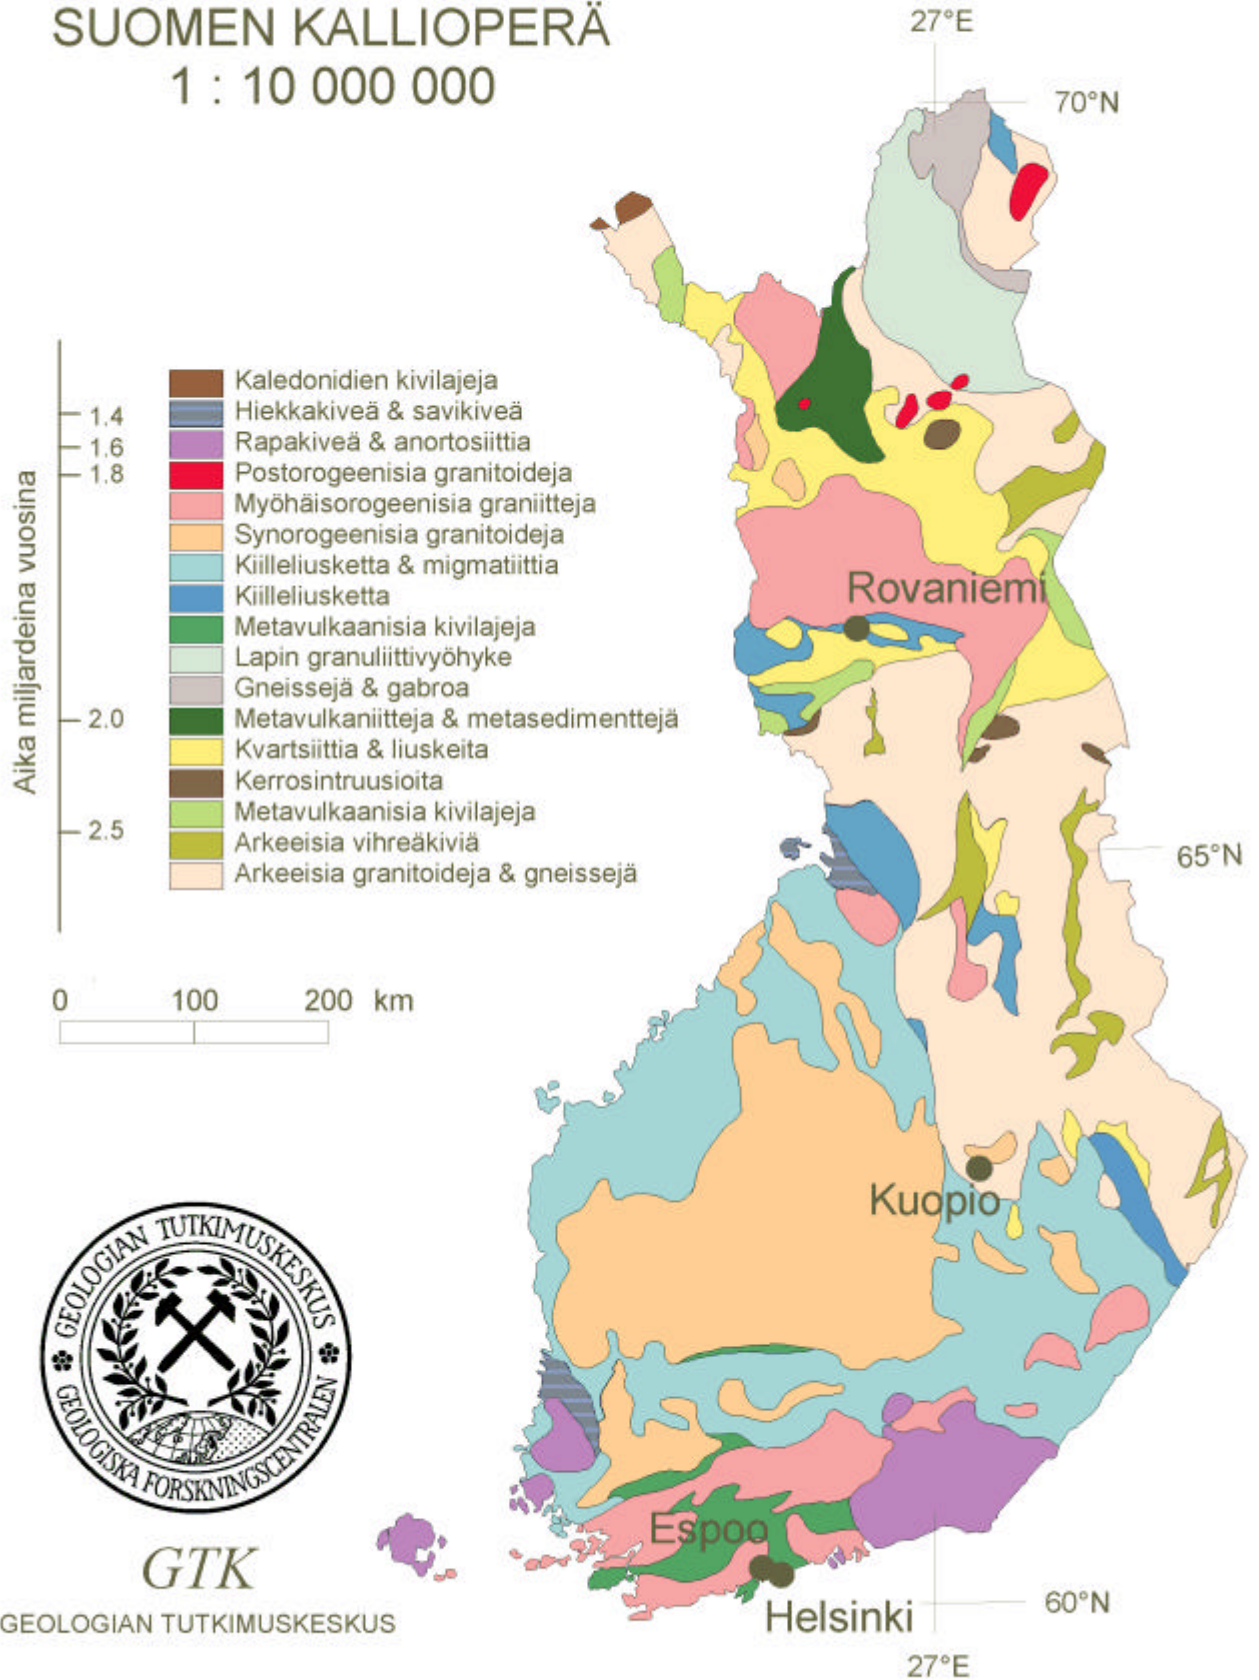 SUOMEN KALLIOPERÄ
1 : 10 000 000
27°E
70°N
Aika miljardeina vuosina
1.4
1.6
1.8
2.0
2.5
Kaledonidien kivilajeja
Hiekkakiveä & savikiveä
Rapakiveä & anortosiittia
Postorogeenisia granitoideja
Myöhäisorogeenisia graniitteja
Synorogeenisia granitoideja
Kiilleliusketta & migmatiittia
Kiilleliusketta
Metavulkaanisia kivilajeja
Lapin granuliittivyöhyke
Gneissejä & gabroa
Metavulkaniitteja & metasedimenttejä
Kvartsiittia & liuskeita
Kerrosintruusioita
Metavulkaanisia kivilajeja
Arkeeisia vihreäkiviä
Arkeeisia granitoideja & gneissejä
Rovaniemi
65°N
0 100 200 km
Kuopio
GEOLOGIAN TUTKIMUSKESKUS
GEOLOGISKA FORSKNINGSCENTRALEN
GTK
GEOLOGIAN TUTKIMUSKESKUS
Espoo
Helsinki
60°N
27°E